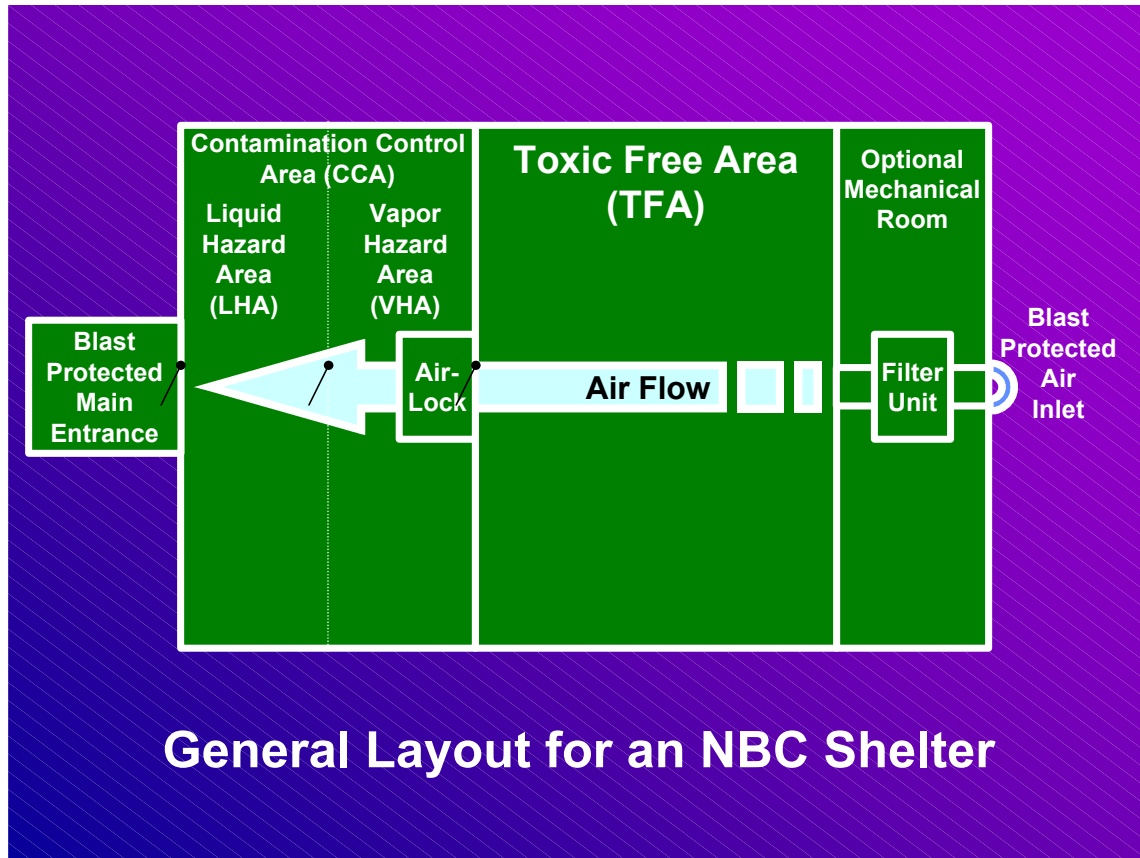 Contamination Control
Area (CCA)
Liquid
Hazard
Area
(LHA)
Vapor
Hazard
Area
(VHA)
Toxic Free Area
(TFA)
Optional
Mechanical
Room
Blast
Protected
Main
Entrance
Air-
Lock
Air Flow
Filter
Unit
Blast
Protected
Air
Inlet
General Layout for an NBC Shelter